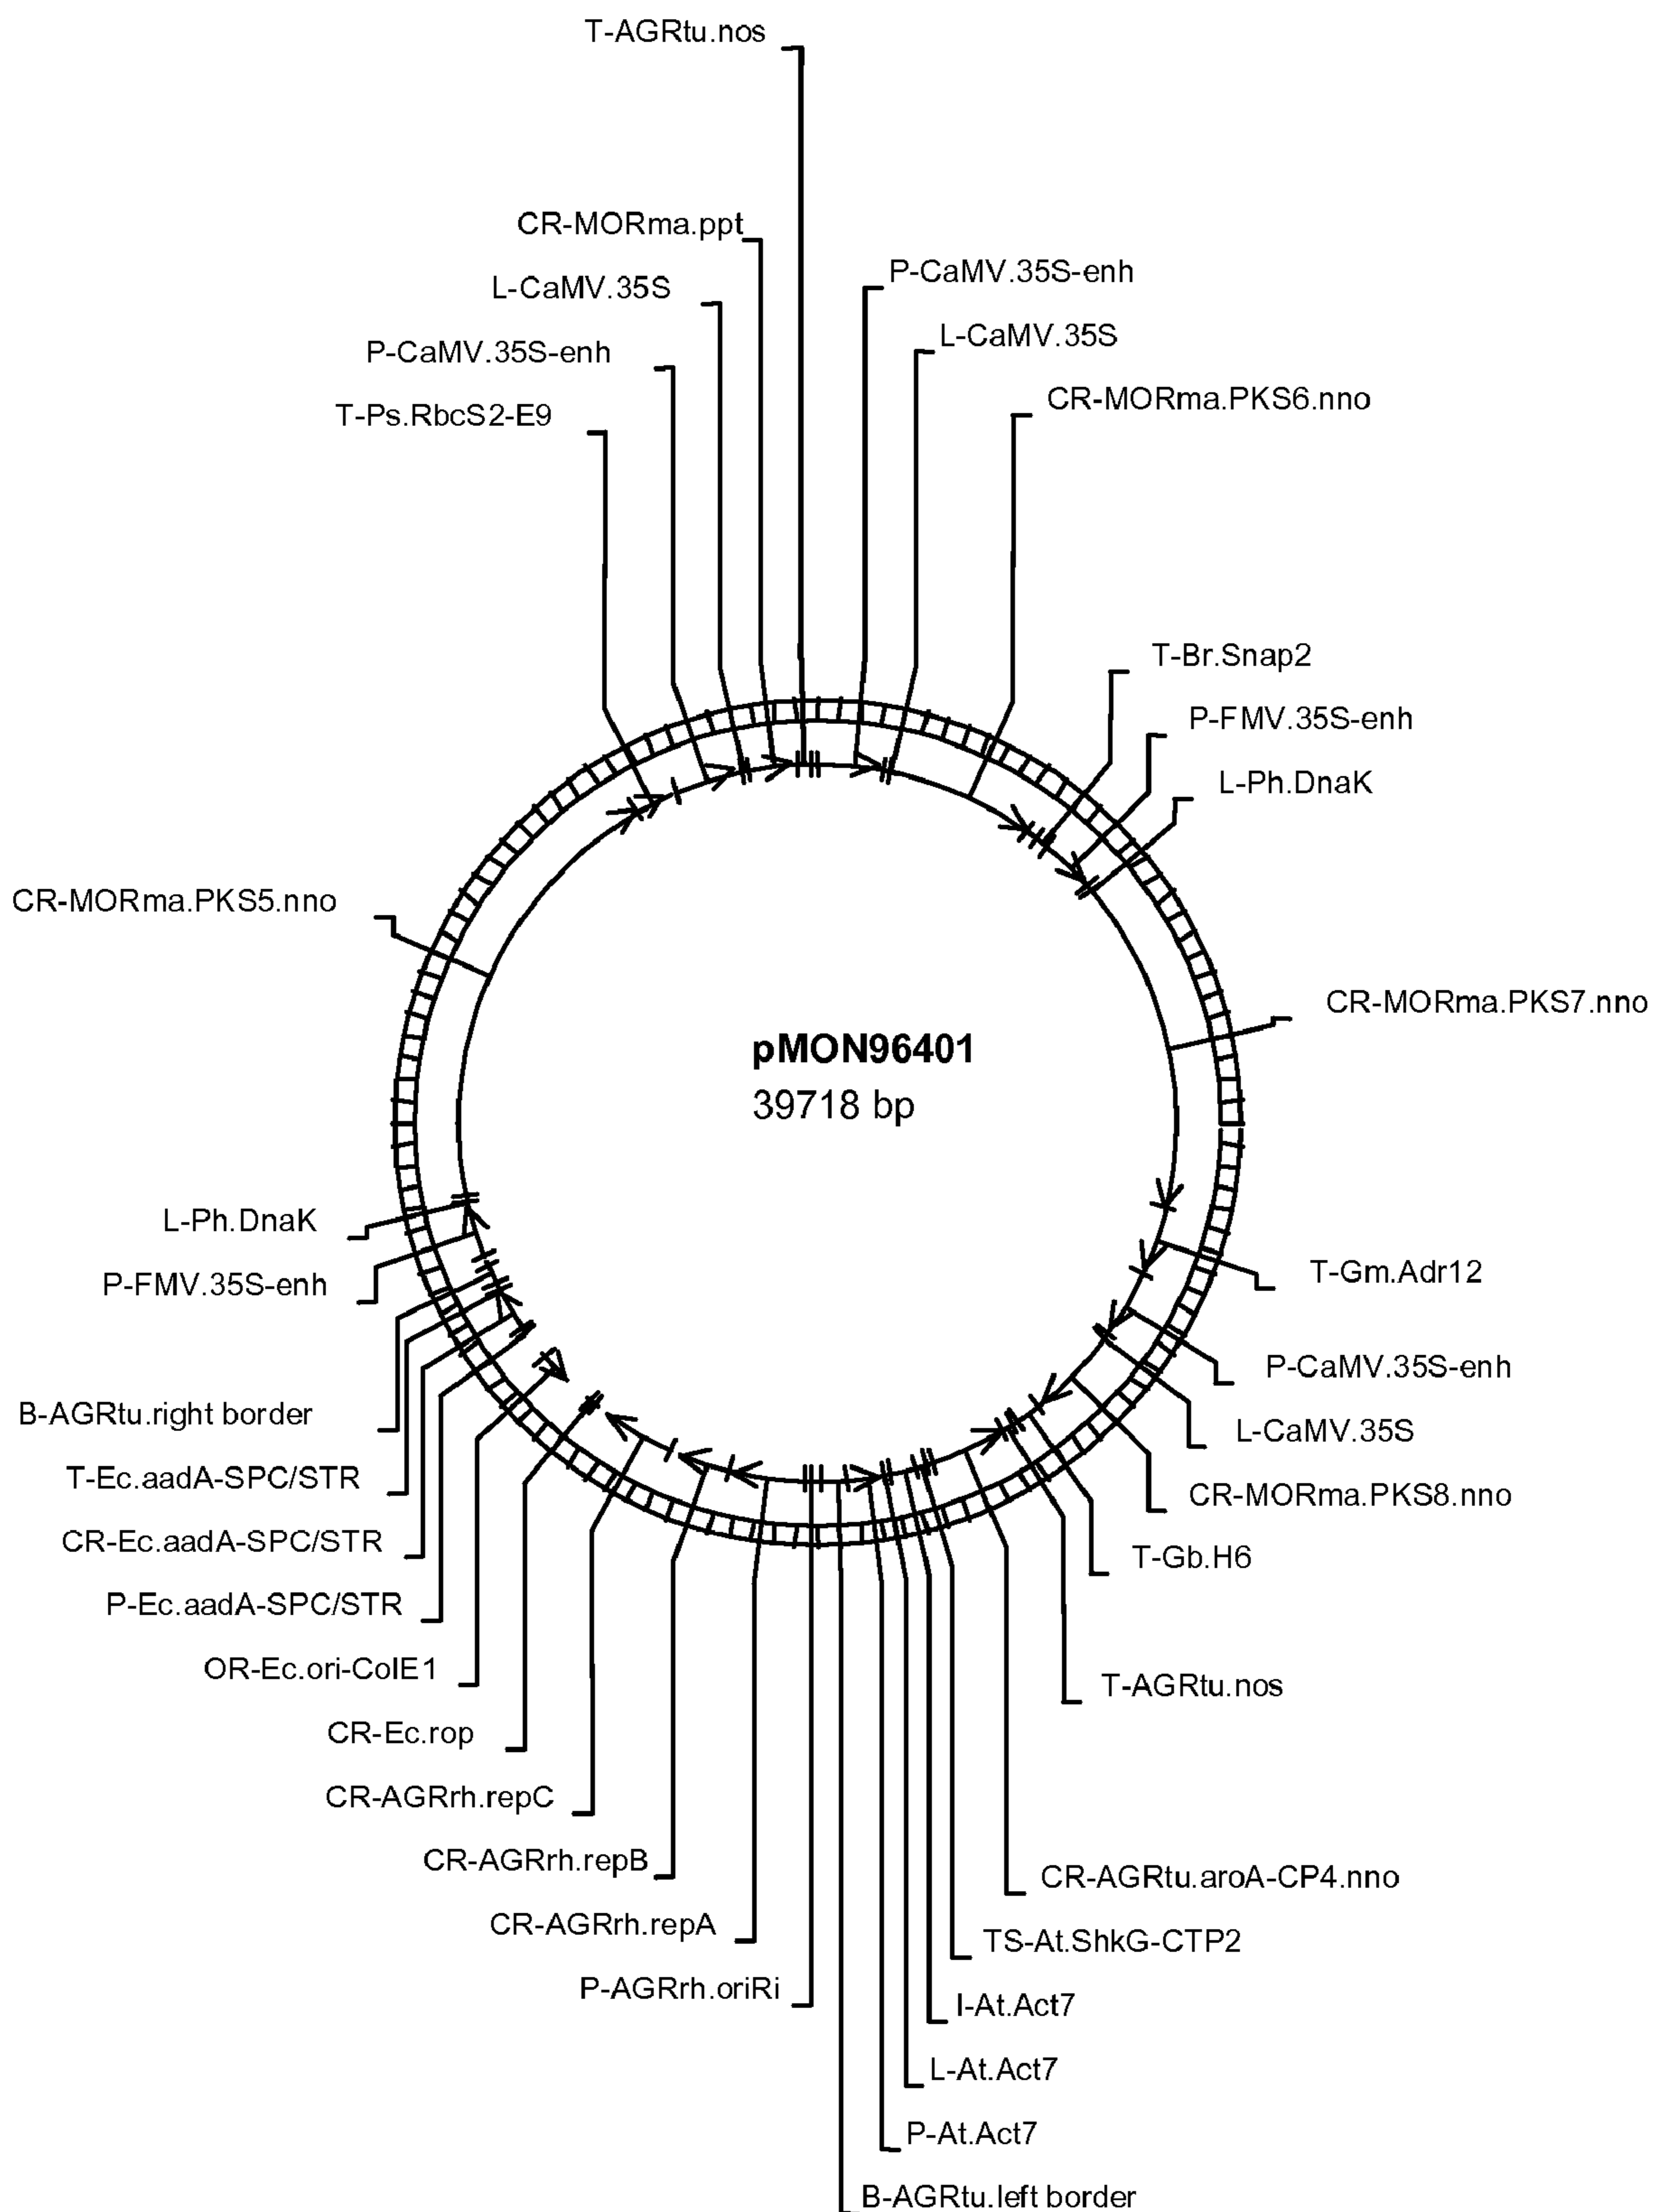 T-AGRtu.nos
CR-MORma.ppt
P-CaMV.35S-enh
L-CaMV.35S
L-CaMV.35S
P-CaMV.35S-enh
CR-MORma.PKS6.nno
T-Ps.RbcS2-E9
T-Br.Snap2
P-FMV.35S-enh
L-Ph.DnaK
CR-MORma.PKS5.nno
CR-MORma.PKS7.nno
pMON96401
39718 bp
L-Ph.DnaK
T-Gm.Adr12
P-FMV.35S-enh
P-CaMV.35S-enh
B-AGRtu.right border
L-CaMV.35S
T-Ec.aadA-SPC/STR
CR-MORma.PKS8.nno
CR-Ec.aadA-SPC/STR
T-Gb.H6
P-Ec.aadA-SPC/STR
OR-Ec.ori-ColE1
T-AGRtu.nos
CR-Ec.rop
CR-AGRrh.repC
CR-AGRrh.repB
CR-AGRtu.aroA-CP4.nno
CR-AGRrh.repA
TS-At.ShkG-CTP2
P-AGRrh.oriRi
I-At.Act7
L-At.Act7
P-At.Act7
B-AGRtu.left border